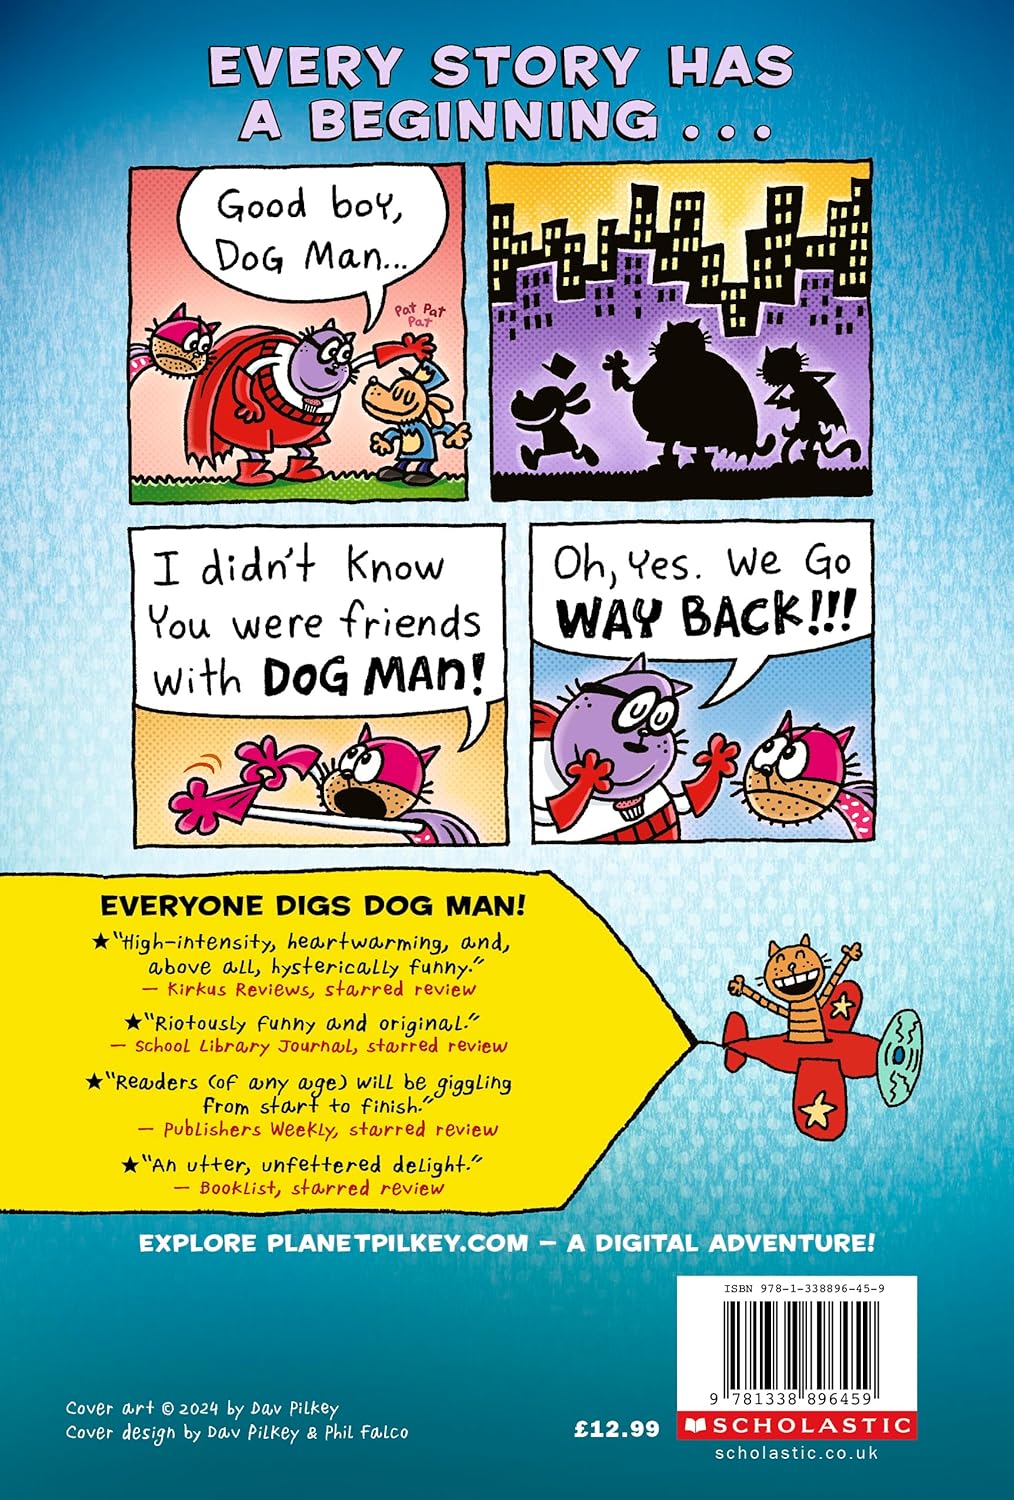 EVERY STORY HAS
A BEGINNING . . .
Good boy,
Dog Man...
Pat Pat
Pat
I didn't Know
You were friends
with DOG MAN!
Oh, Yes. We Go
WAY BACK!!!
EVERYONE DIGS DOG MAN!
★"High-intensity, heartwarming, and,
above all, hysterically funny."
— Kirkus Reviews, starred review
★"Riotously funny and original."
— School Library Journal, starred review
★"Readers (of any age) will be giggling
from start to finish."
— Publishers Weekly, starred review
★"An utter, unfettered delight."
— Booklist, starred review
EXPLORE PLANETPILKEY.COM — A DIGITAL ADVENTURE!
ISBN 978-1-338896-45-9
9 781338 896459
Cover art © 2024 by Dav Pilkey
Cover design by Dav Pilkey & Phil Falco
£12.99
SCHOLASTIC
scholastic.co.uk